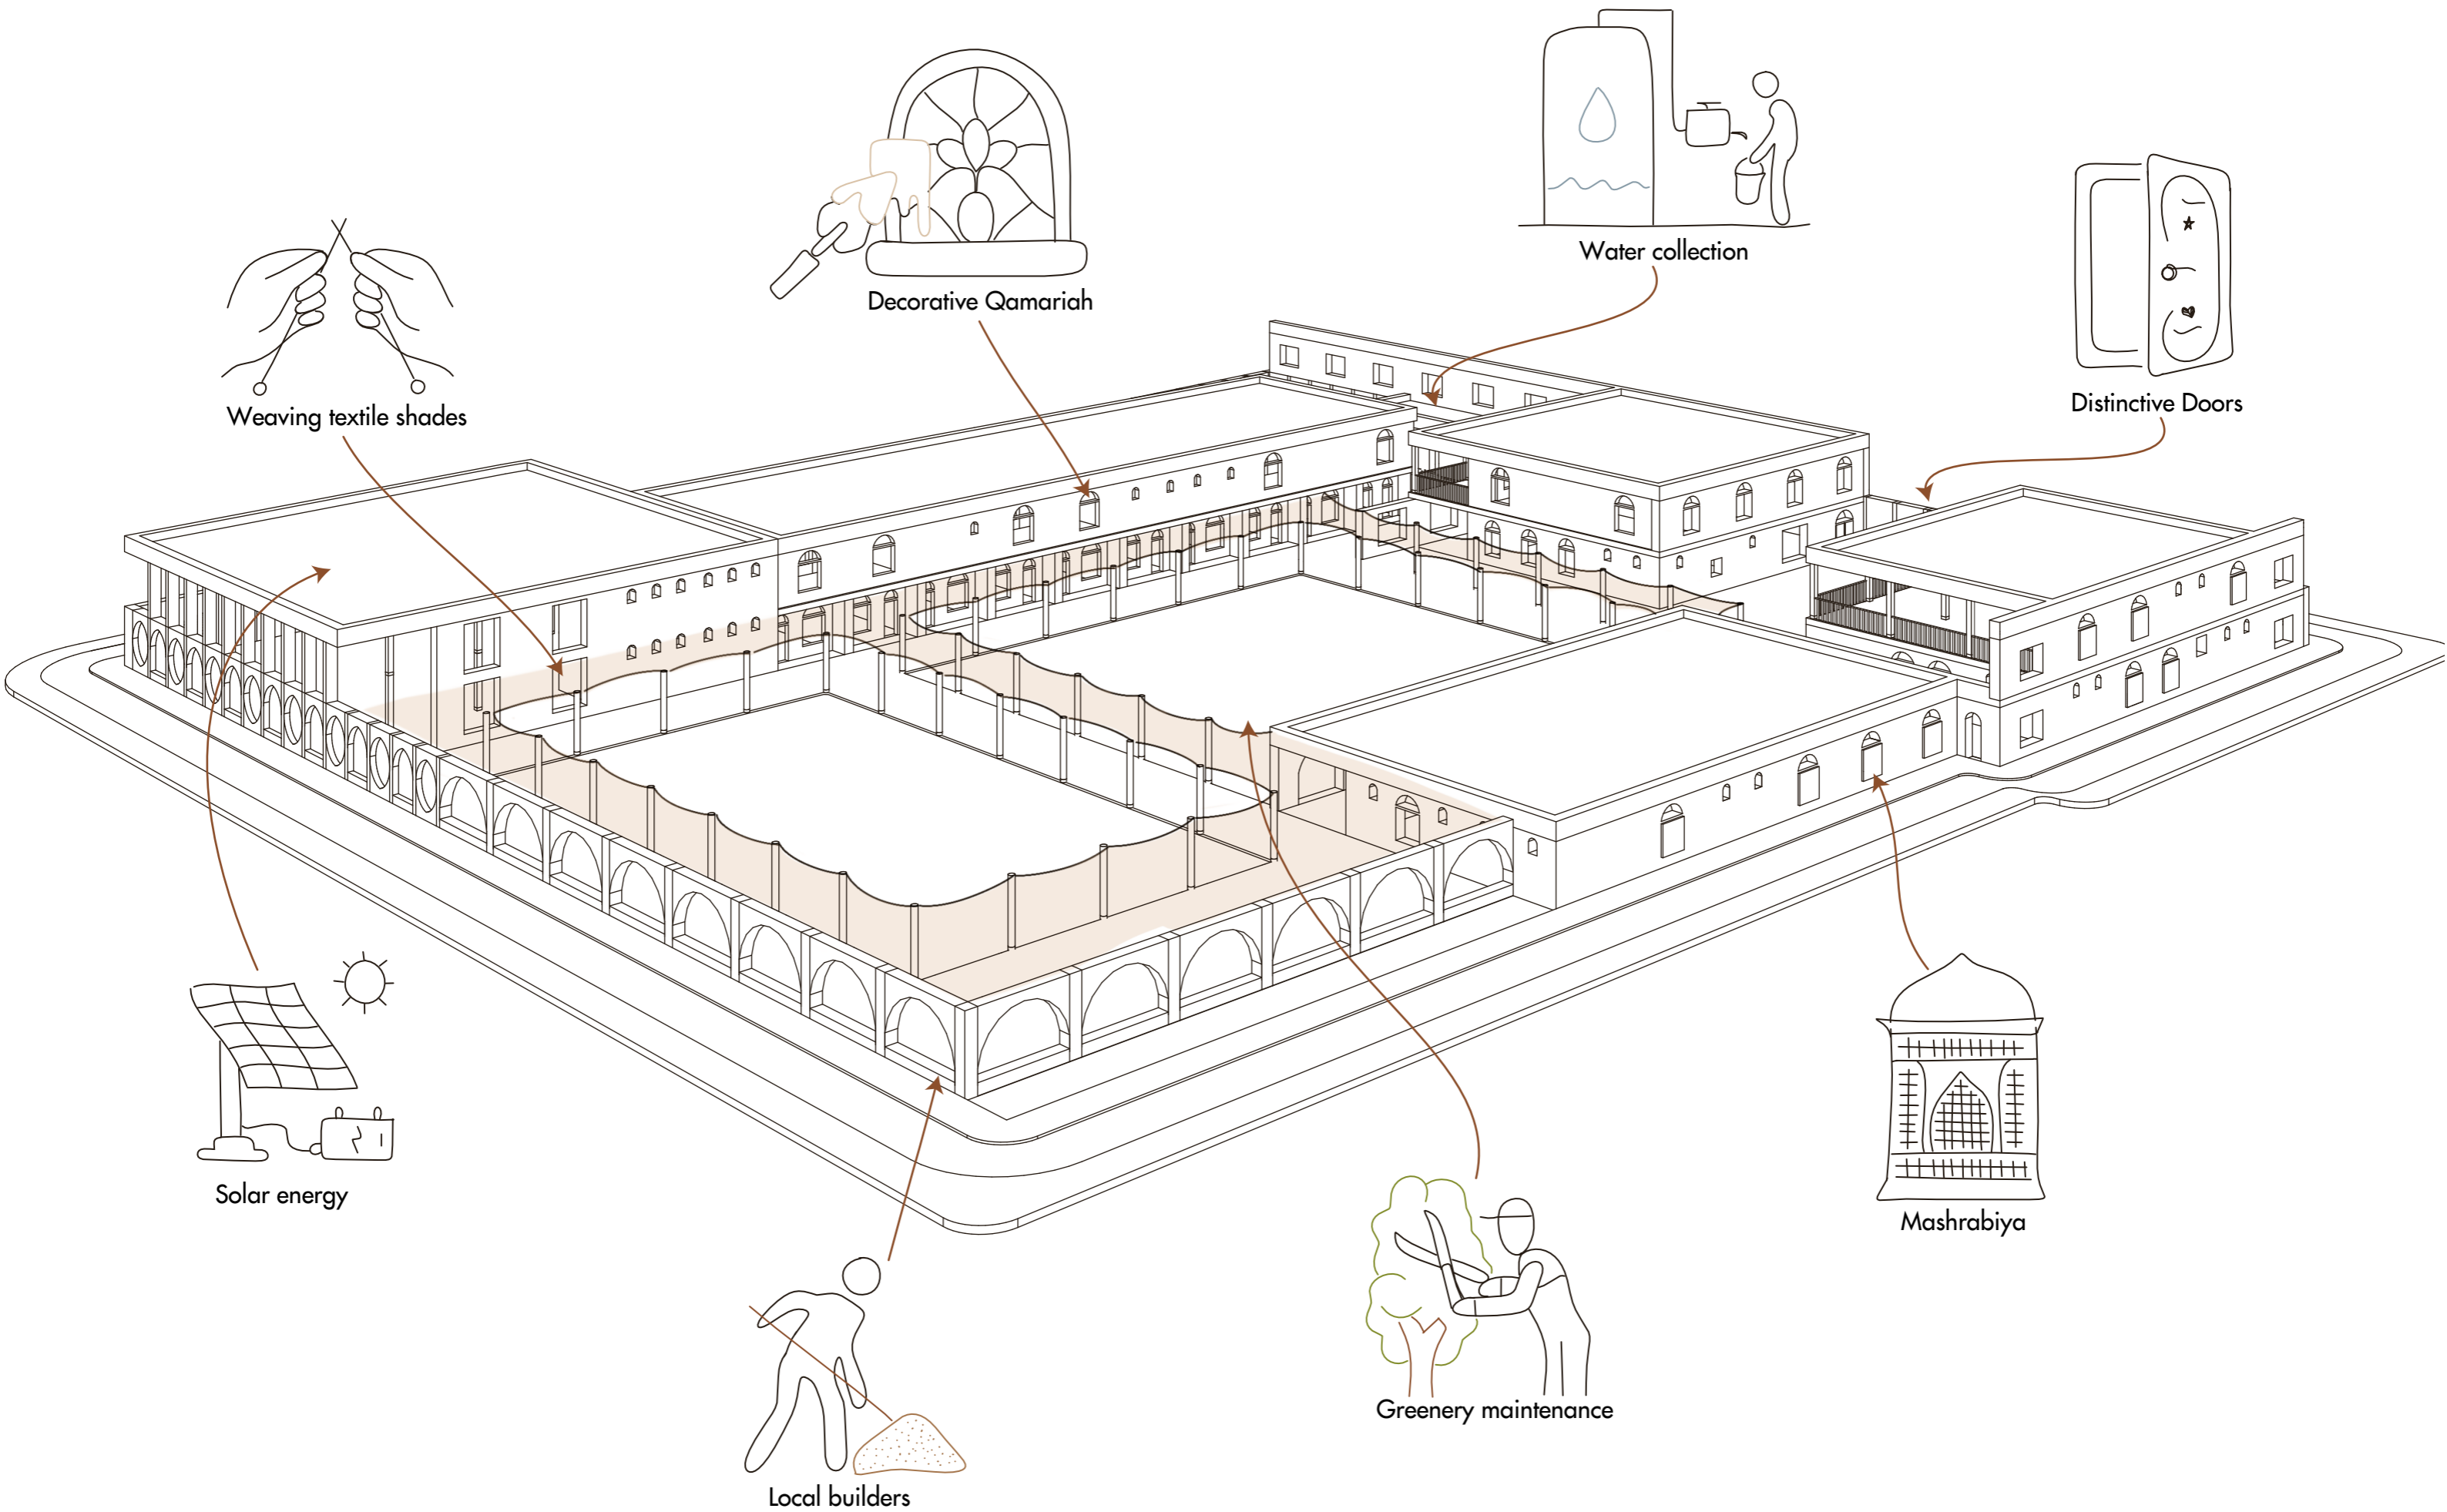 Water collection
Decorative Qamariah
Distinctive Doors
Weaving textile shades
Solar energy
Mashrabiya
Greenery maintenance
Local builders